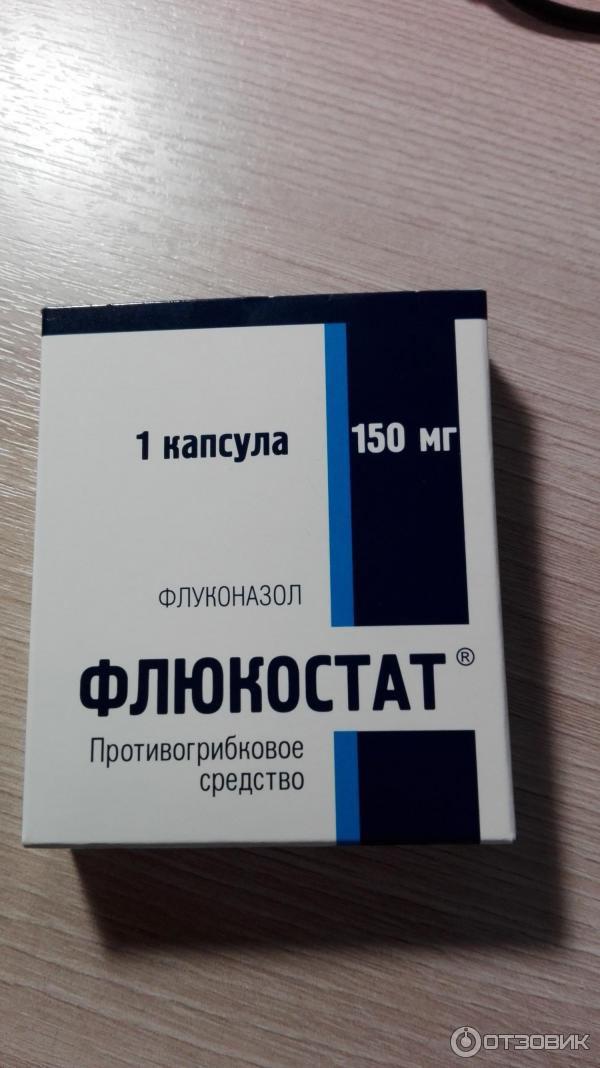 1 капсула
150 мг
ФЛУКОНАЗОЛ
ФЛЮКОСТАТ®
Противогрибковое
средство
ОТЗОВИК